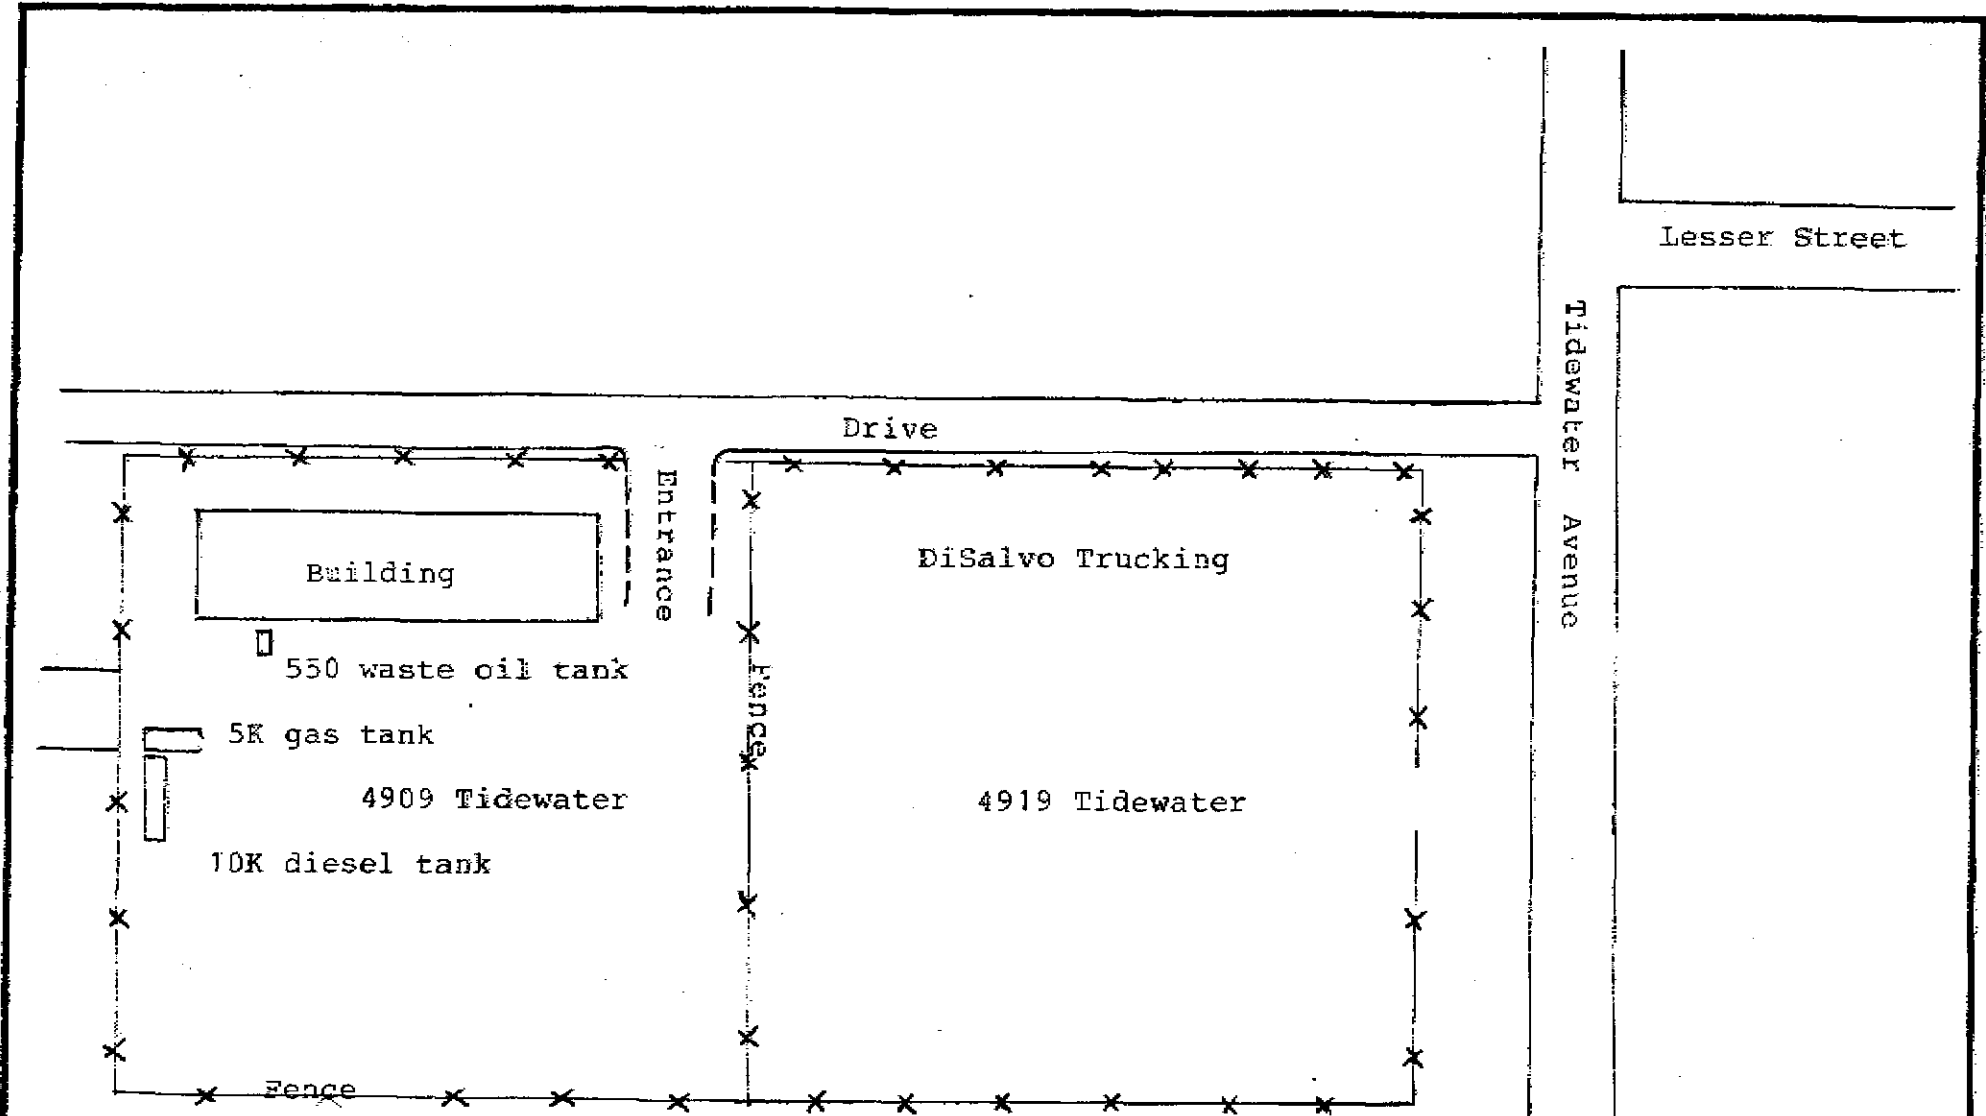 Lesser Street
Tidewater Avenue
Drive
Entrance
Building
DiSalvo Trucking
550 waste oil tank
Fence
5K gas tank
4909 Tidewater
4919 Tidewater
10K diesel tank
Fence